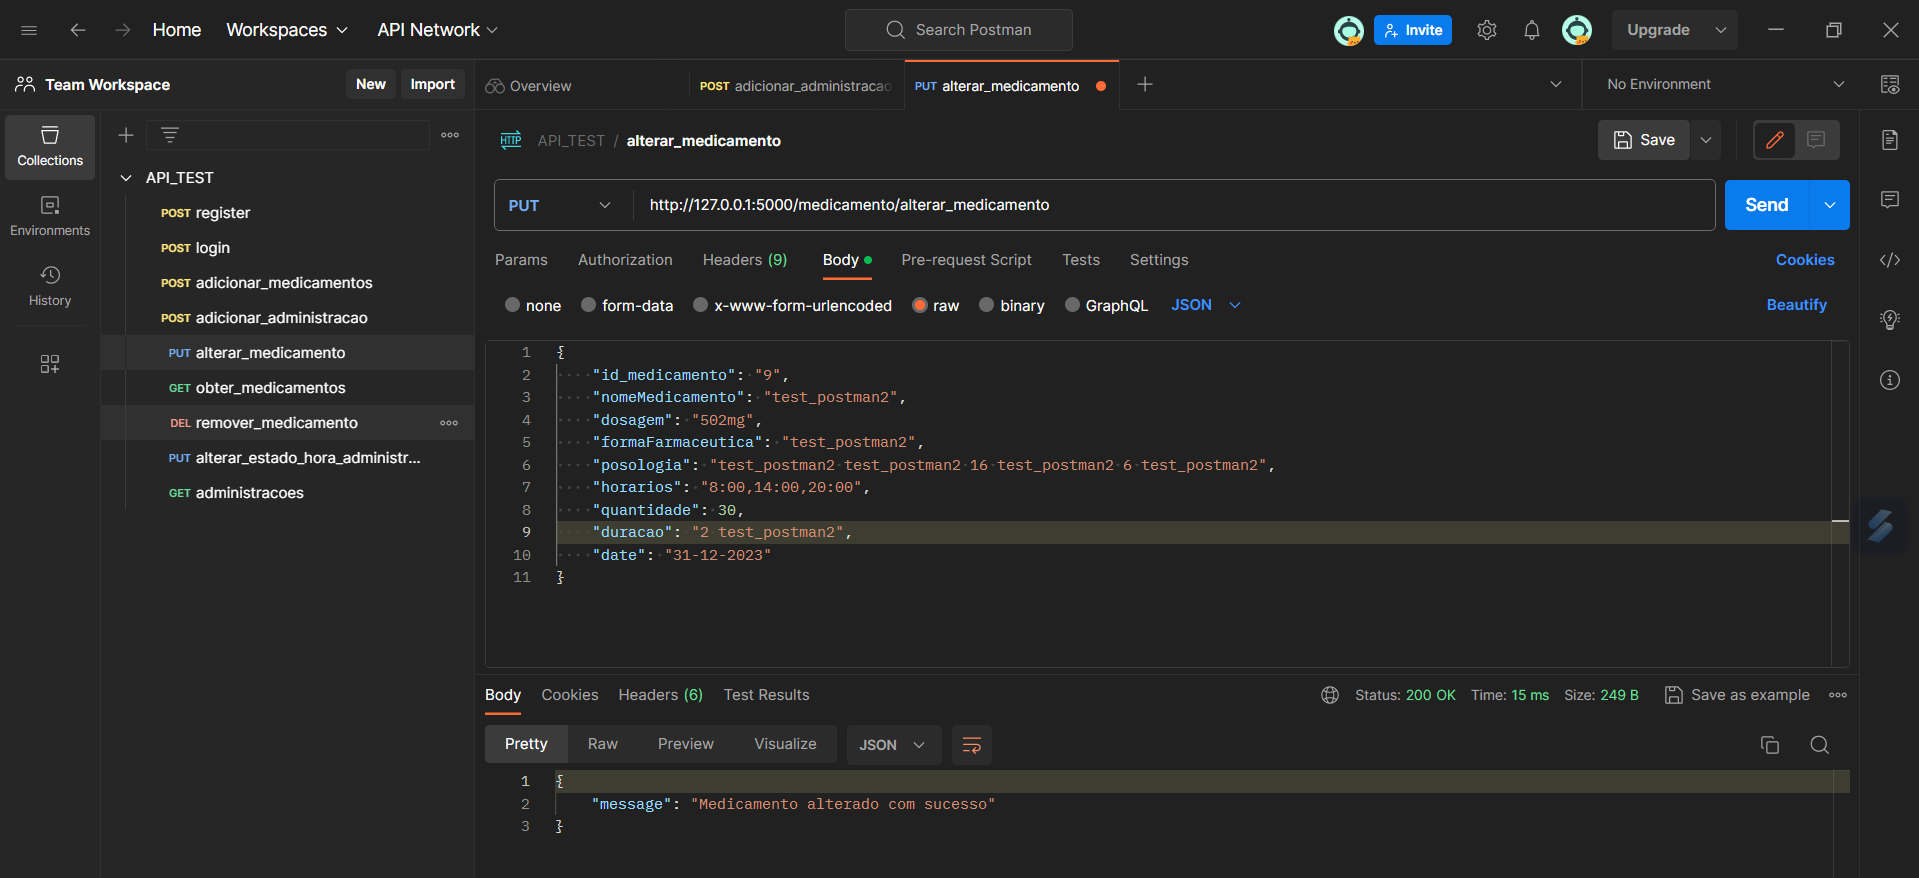 Home Workspaces API Network Search Postman Invite Upgrade
Team Workspace New Import
Overview POST adicionar_administracao PUT alterar_medicamento No Environment
Collections
Environments
History
API_TEST
POST register
POST login
POST adicionar_medicamentos
POST adicionar_administracao
PUT alterar_medicamento
GET obter_medicamentos
DEL remover_medicamento
PUT alterar_estado_hora_administr...
GET administracoes
HTTP API_TEST / alterar_medicamento Save
PUT http://127.0.0.1:5000/medicamento/alterar_medicamento Send
Params Authorization Headers (9) Body Pre-request Script Tests Settings Cookies
none form-data x-www-form-urlencoded raw binary GraphQL JSON Beautify
1 {
2 "id_medicamento": "9",
3 "nomeMedicamento": "test_postman2",
4 "dosagem": "502mg",
5 "formaFarmaceutica": "test_postman2",
6 "posologia": "test_postman2 test_postman2 16 test_postman2 6 test_postman2",
7 "horarios": "8:00,14:00,20:00",
8 "quantidade": 30,
9 "duracao": "2 test_postman2",
10 "date": "31-12-2023"
11 }
Body Cookies Headers (6) Test Results Status: 200 OK Time: 15 ms Size: 249 B Save as example
Pretty Raw Preview Visualize JSON
1 {
2 "message": "Medicamento alterado com sucesso"
3 }